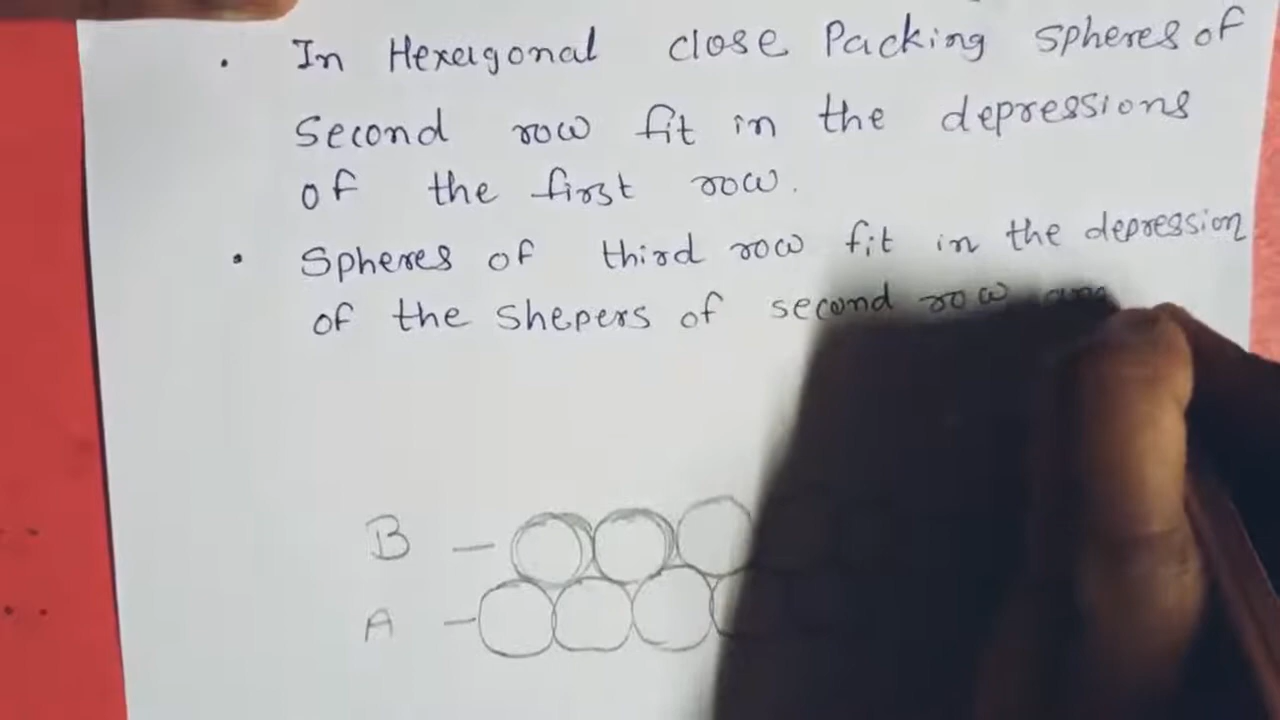 • In Hexagonal close Packing spheres of
second row fit in the depressions
of the first row.
• Spheres of third row fit in the depression
of the shepers of second row
B -
A -